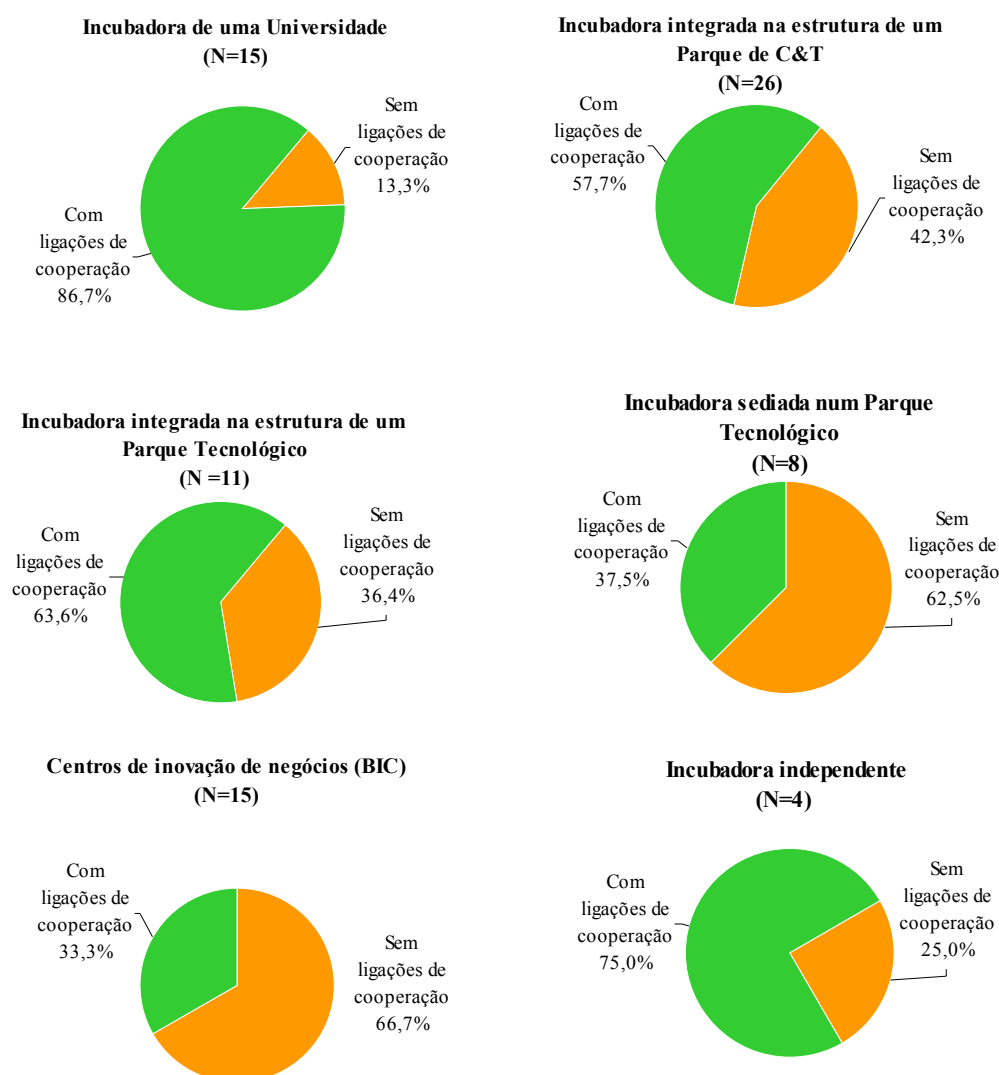 Incubadora de uma Universidade
(N=15)
Com
ligações de
cooperação
86,7%
Sem
ligações de
cooperação
13,3%
Incubadora integrada na estrutura de um
Parque de C&T
(N=26)
Com
ligações de
cooperação
57,7%
Sem
ligações de
cooperação
42,3%
Incubadora integrada na estrutura de um
Parque Tecnológico
(N =11)
Com
ligações de
cooperação
63,6%
Sem
ligações de
cooperação
36,4%
Incubadora sediada num Parque
Tecnológico
(N=8)
Com
ligações de
cooperação
37,5%
Sem
ligações de
cooperação
62,5%
Centros de inovação de negócios (BIC)
(N=15)
Com
ligações de
cooperação
33,3%
Sem
ligações de
cooperação
66,7%
Incubadora independente
(N=4)
Com
ligações de
cooperação
75,0%
Sem
ligações de
cooperação
25,0%